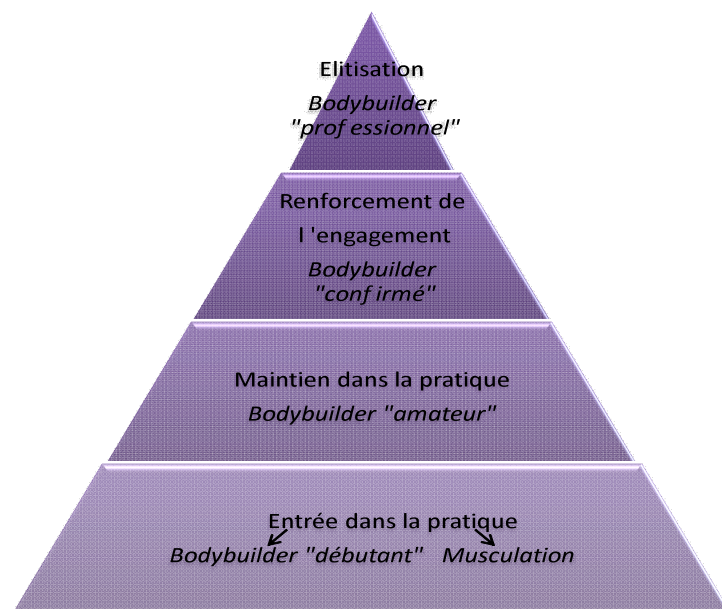 Elitisation
Bodybuilder
"prof essionnel"
Renforcement de
l 'engagement
Bodybuilder
"conf irmé"
Maintien dans la pratique
Bodybuilder "amateur"
Entrée dans la pratique
Bodybuilder "débutant" Musculation